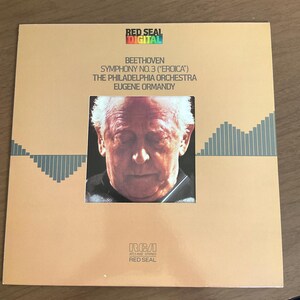 RED SEAL
DIGITAL
BEETHOVEN
SYMPHONY NO. 3 ("EROICA")
THE PHILADELPHIA ORCHESTRA
EUGENE ORMANDY
RCA
RED SEAL